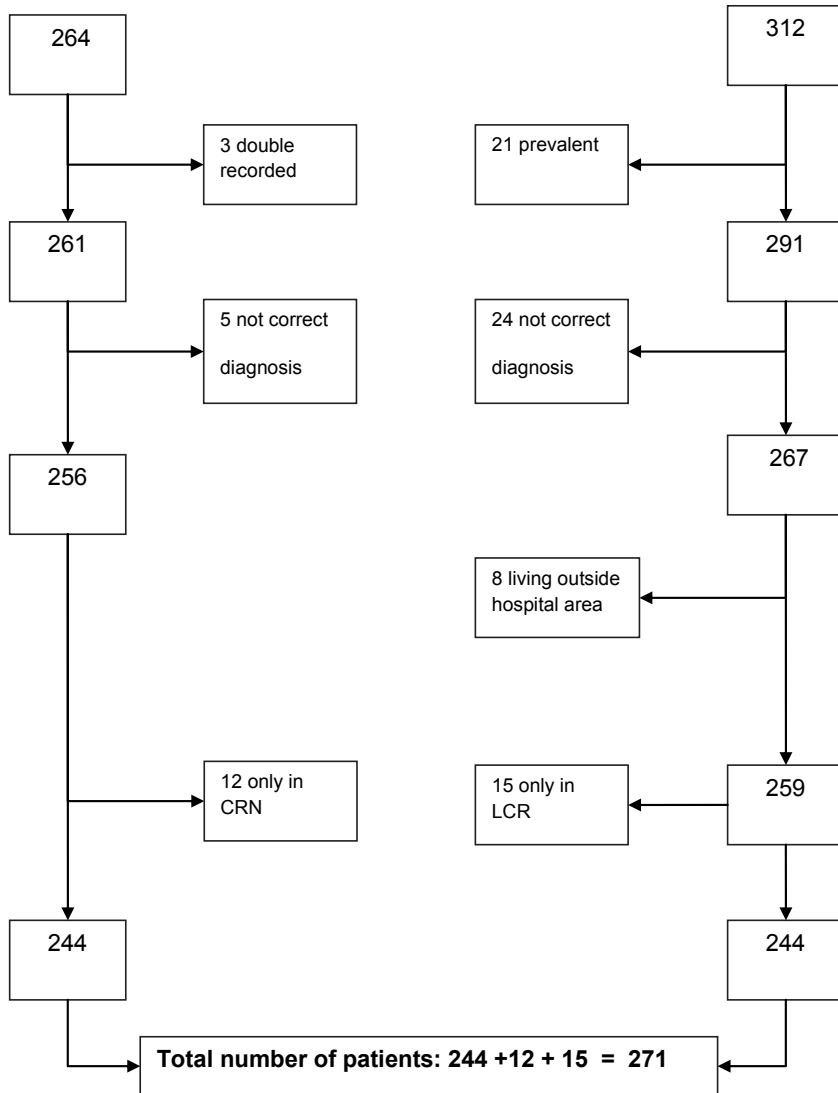 264
312
3 double
recorded
21 prevalent
261
291
5 not correct
diagnosis
24 not correct
diagnosis
256
267
8 living outside
hospital area
12 only in
CRN
15 only in
LCR
259
244
244
Total number of patients: 244 +12 + 15 = 271